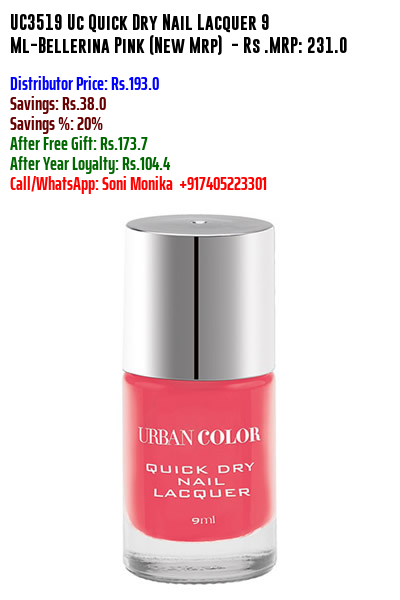 UC3519 Uc Quick Dry Nail Lacquer 9
Ml-Bellerina Pink (New Mrp) - Rs .MRP: 231.0
Distributor Price: Rs.193.0
Savings: Rs.38.0
Savings %: 20%
After Free Gift: Rs.173.7
After Year Loyalty: Rs.104.4
Call/WhatsApp: Soni Monika +917405223301
URBAN COLOR
QUICK DRY
NAIL
LACQUER
9ml